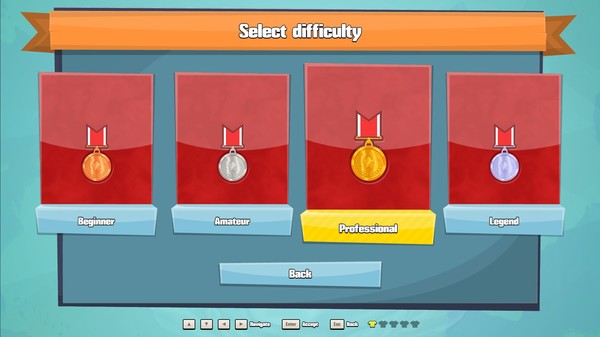 Select difficulty
Beginner
Amateur
Professional
Legend
Back
Navigate Enter Accept Esc Back